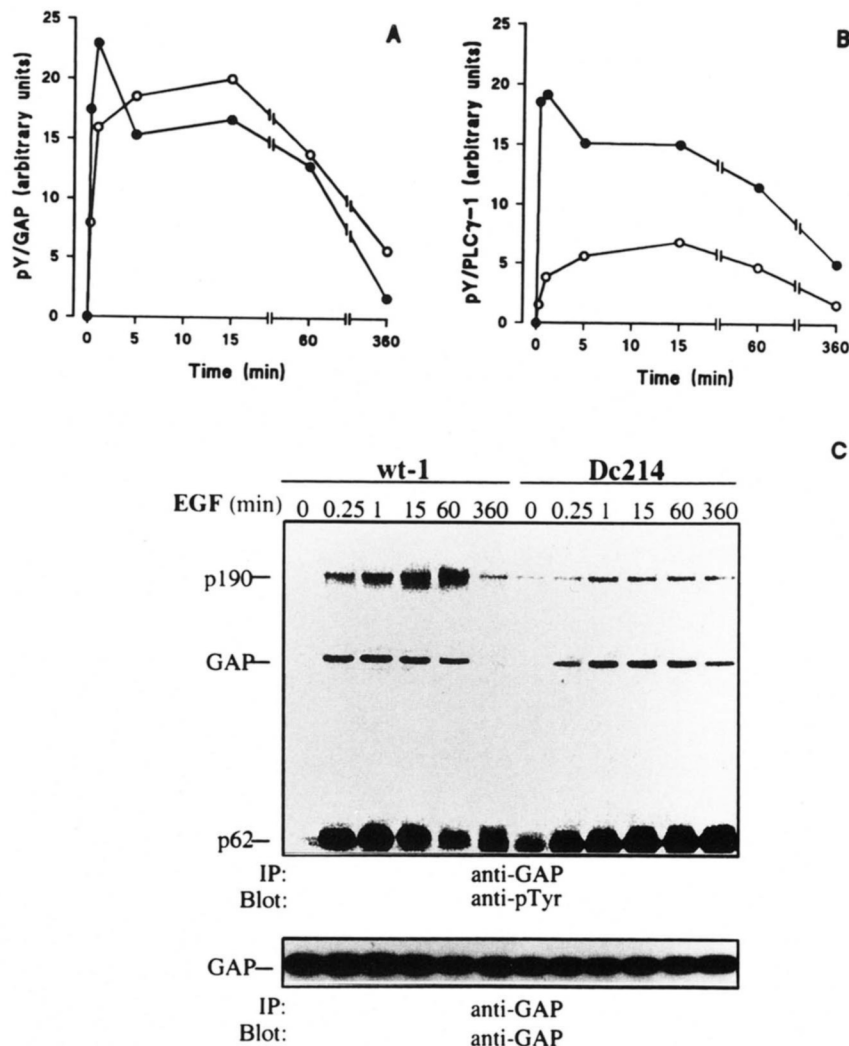 A
pY/GAP (arbitrary units)
25
20
15
10
5
0
0 5 10 15 60 360
Time (min)
B
pY/PLCγ-1 (arbitrary units)
25
20
15
10
5
0
0 5 10 15 60 360
Time (min)
C
wt-1 Dc214
EGF (min) 0 0.25 1 15 60 360 0 0.25 1 15 60 360
p190
GAP
p62
IP: anti-GAP
Blot: anti-pTyr
GAP
IP: anti-GAP
Blot: anti-GAP